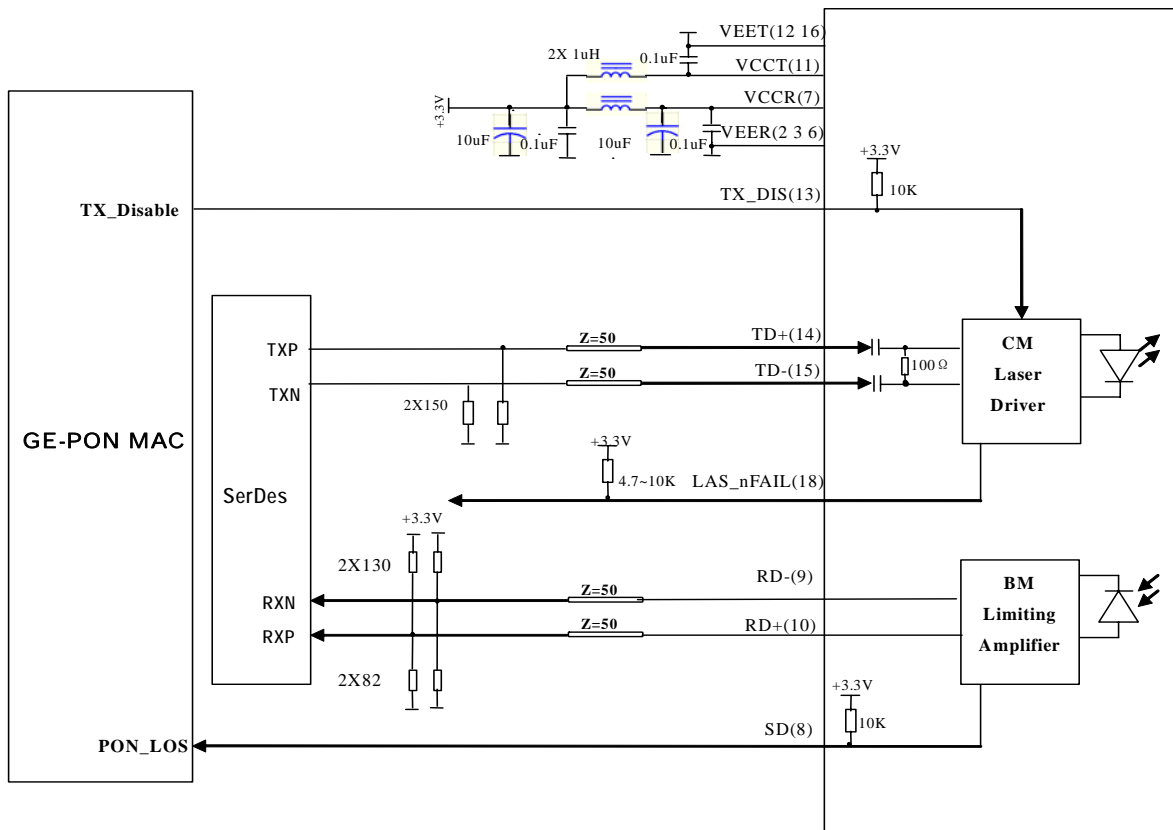 VEET(12 16)
2X 1uH
0.1uF
VCCT(11)
+3.3V
VCCR(7)
10uF
0.1uF
10uF
0.1uF
VEER(2 3 6)
+3.3V
10K
TX_Disable
TX_DIS(13)
TXP
Z=50
TD+(14)
TXN
Z=50
TD-(15)
100Ω
CM
Laser
Driver
2X150
GE-PON MAC
SerDes
+3.3V
4.7~10K
LAS_nFAIL(18)
+3.3V
2X130
RXN
Z=50
RD-(9)
RXP
Z=50
RD+(10)
BM
Limiting
Amplifier
2X82
+3.3V
10K
PON_LOS
SD(8)